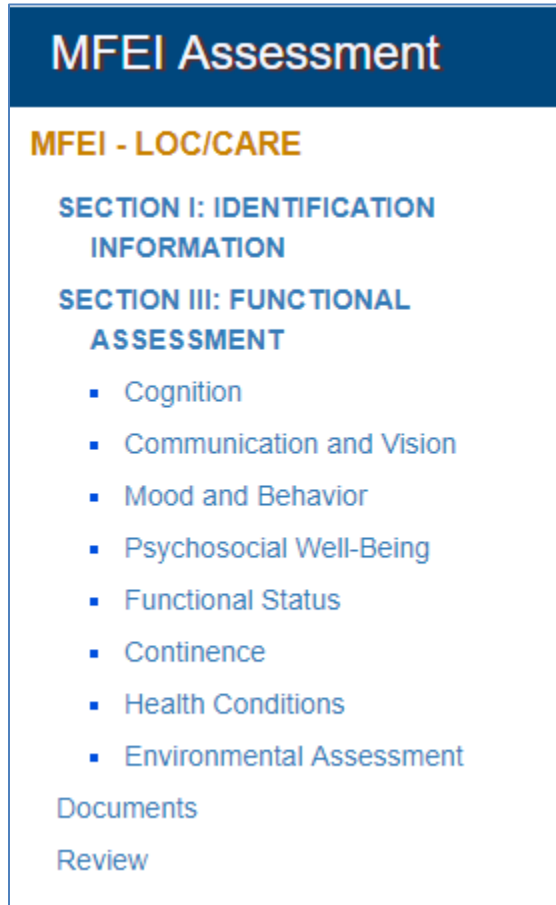 MFEI Assessment
MFEI - LOC/CARE
SECTION I: IDENTIFICATION
INFORMATION
SECTION III: FUNCTIONAL
ASSESSMENT
Cognition
Communication and Vision
Mood and Behavior
Psychosocial Well-Being
Functional Status
Continence
Health Conditions
Environmental Assessment
Documents
Review